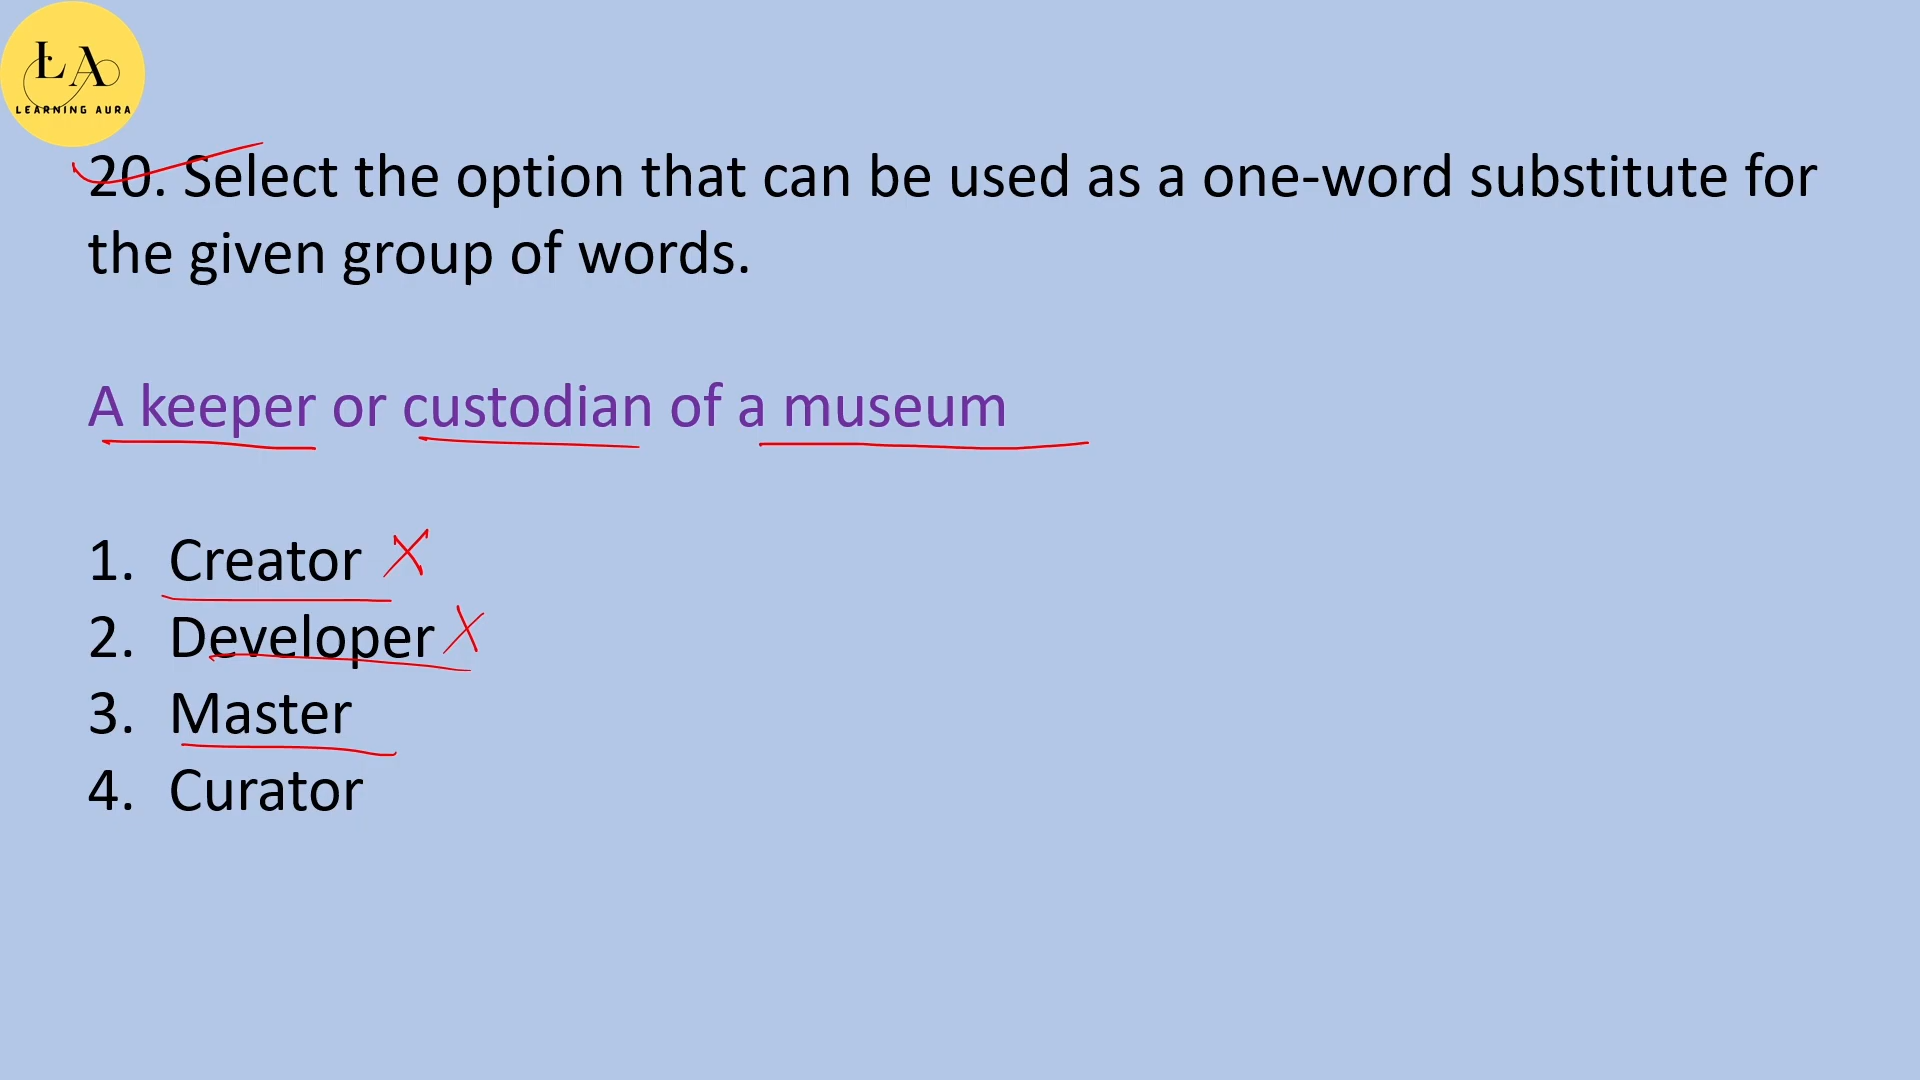 LA
LEARNING AURA
20. Select the option that can be used as a one-word substitute for
the given group of words.
A keeper or custodian of a museum
1. Creator X
2. Developer X
3. Master
4. Curator